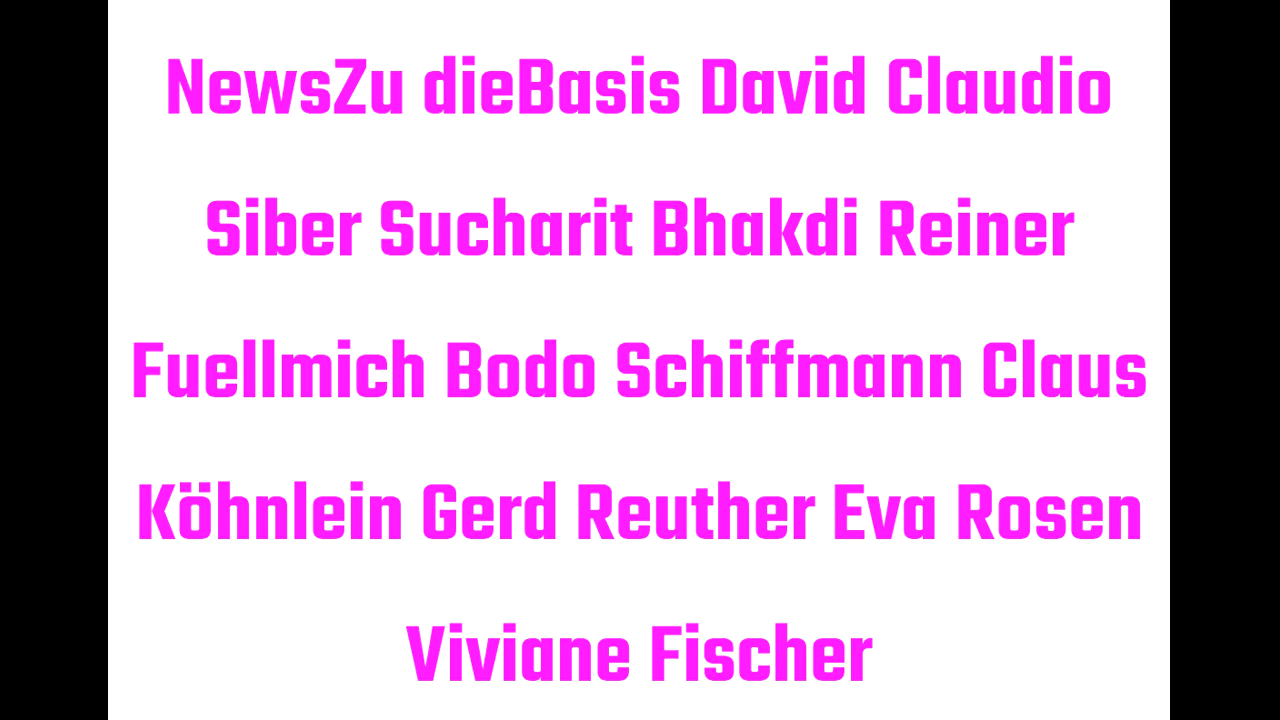 NewsZu dieBasis David Claudio
Siber Sucharit Bhakdi Reiner
Fuellmich Bodo Schiffmann Claus
Köhnlein Gerd Reuther Eva Rosen
Viviane Fischer